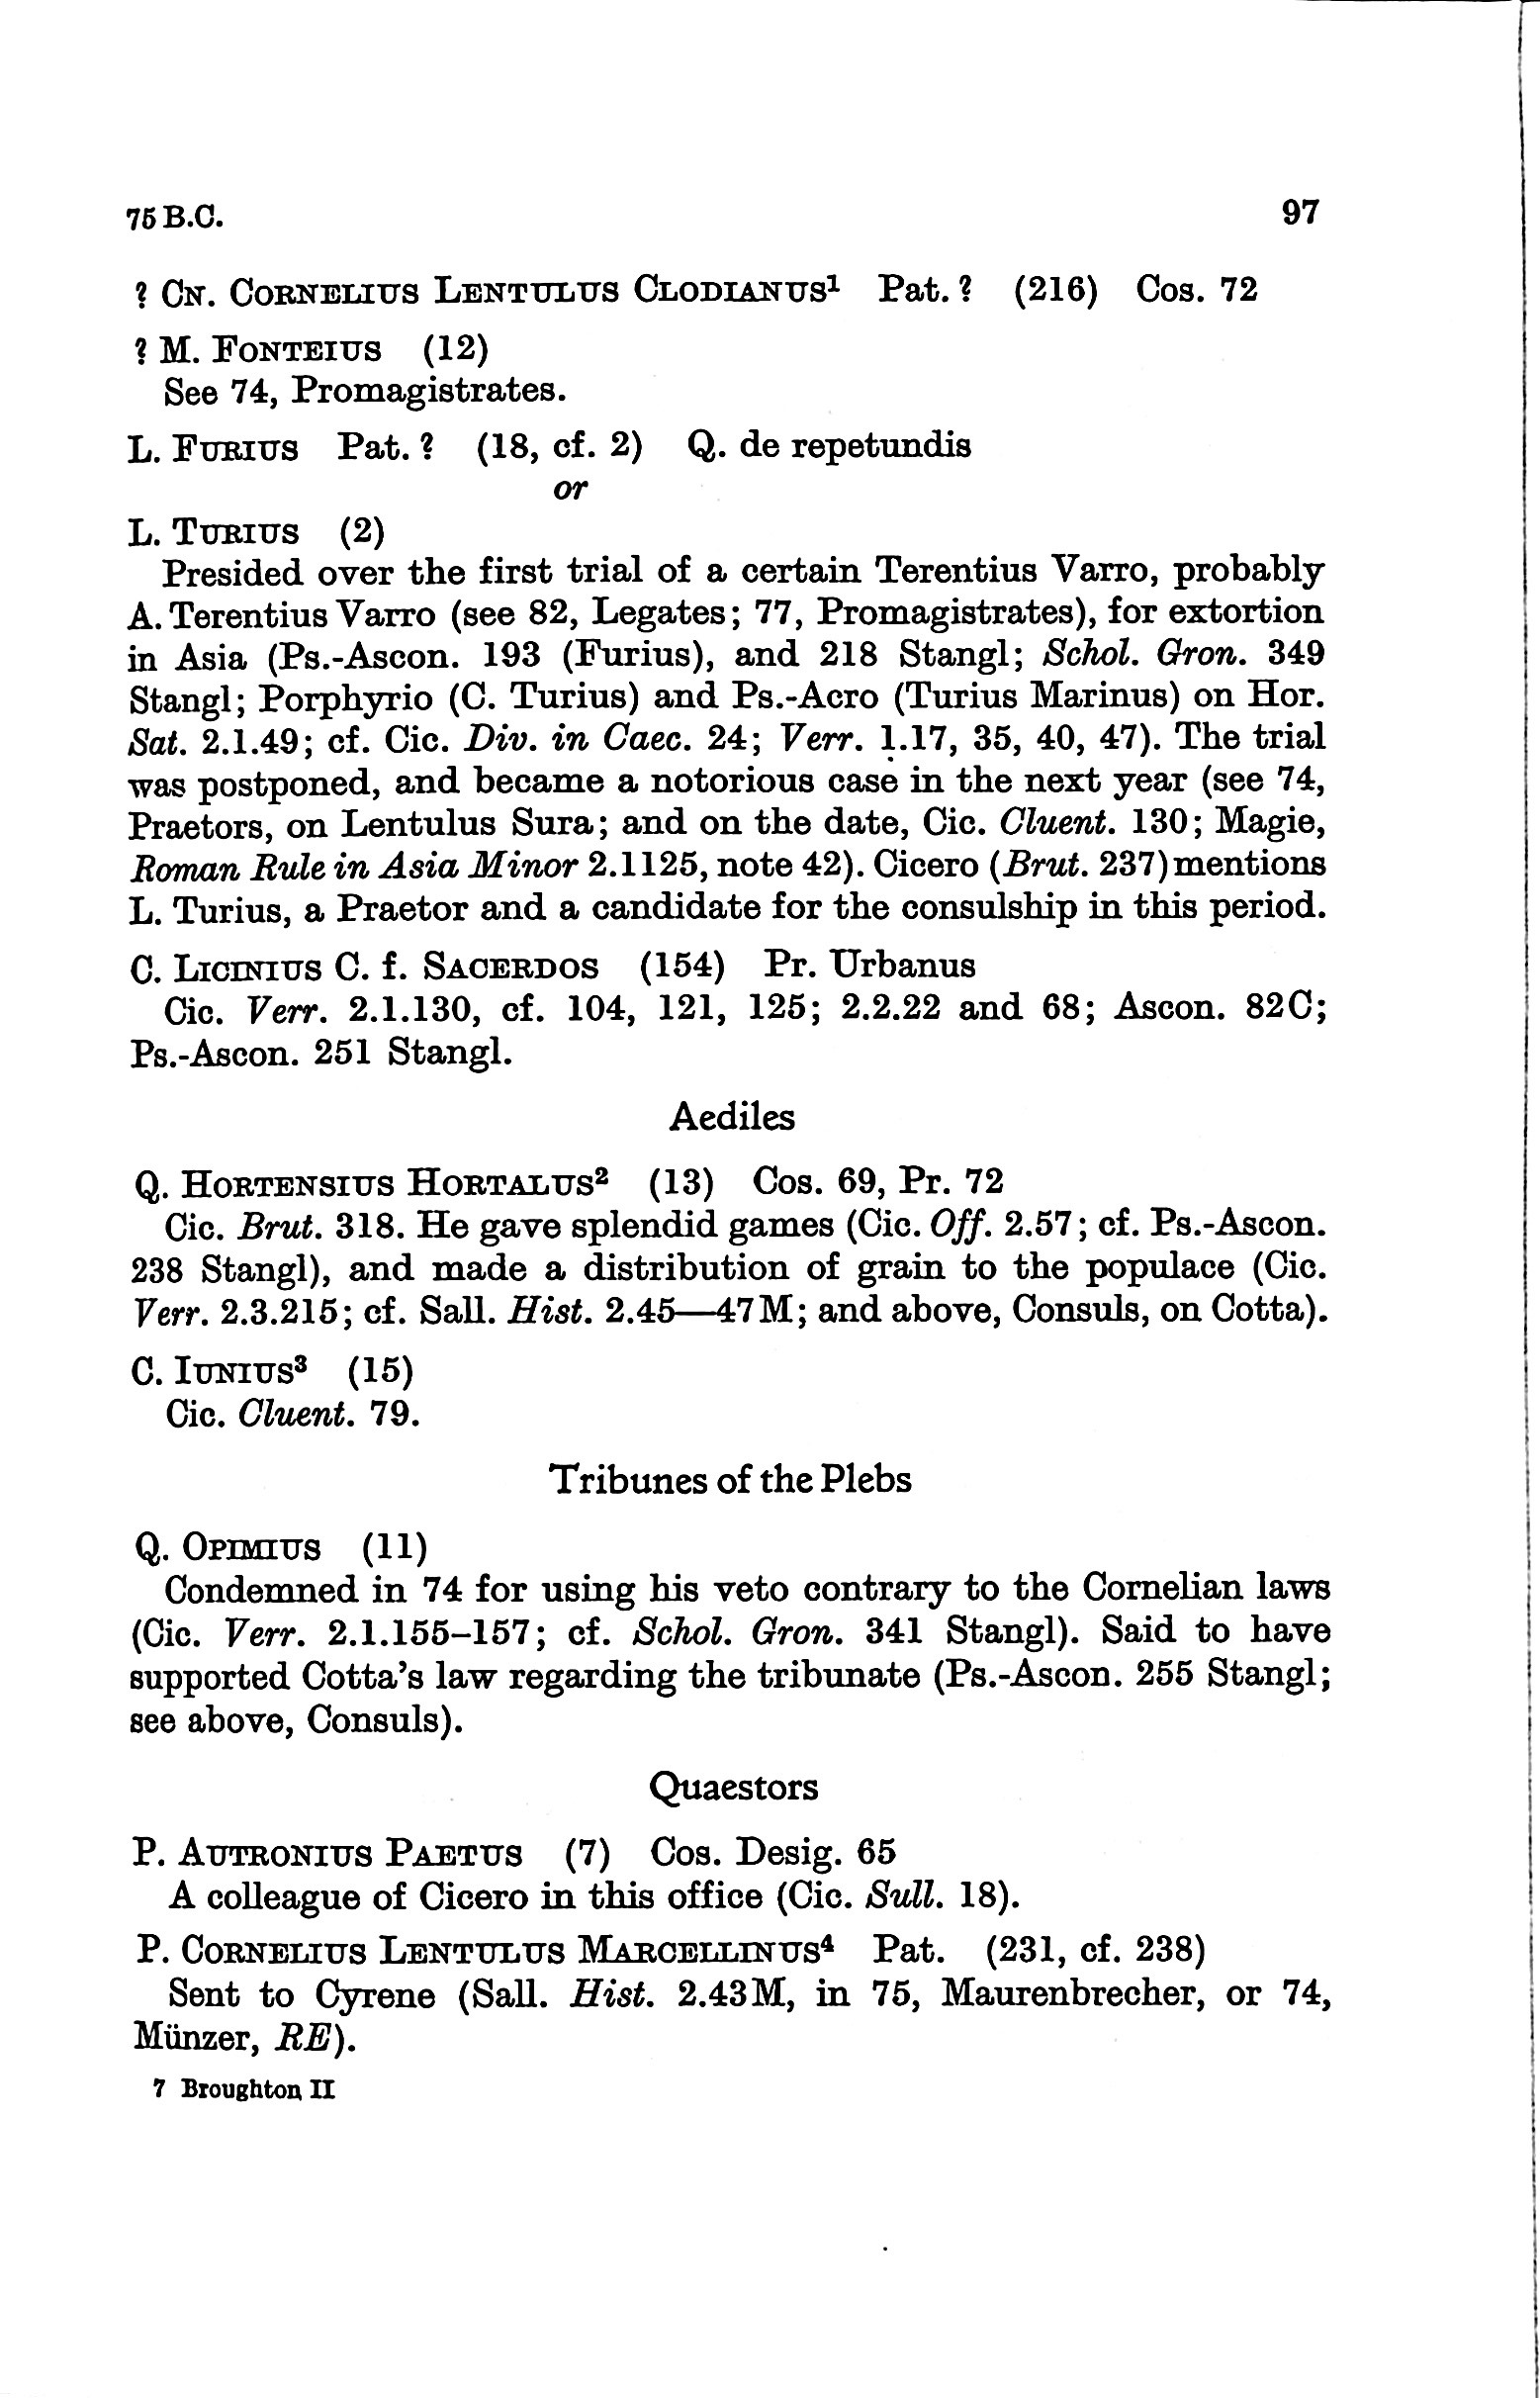 75 B.C. 97
? CN. CORNELIUS LENTULUS CLODIANUS¹ Pat. ? (216) Cos. 72
? M. FONTEIUS (12)
See 74, Promagistrates.
L. FURIUS Pat. ? (18, cf. 2) Q. de repetundis
or
L. TURIUS (2)
Presided over the first trial of a certain Terentius Varro, probably
A. Terentius Varro (see 82, Legates; 77, Promagistrates), for extortion
in Asia (Ps.-Ascon. 193 (Furius), and 218 Stangl; Schol. Gron. 349
Stangl; Porphyrio (C. Turius) and Ps.-Acro (Turius Marinus) on Hor.
Sat. 2.1.49; cf. Cic. Div. in Caec. 24; Verr. 1.17, 35, 40, 47). The trial
was postponed, and became a notorious case in the next year (see 74,
Praetors, on Lentulus Sura; and on the date, Cic. Cluent. 130; Magie,
Roman Rule in Asia Minor 2.1125, note 42). Cicero (Brut. 237) mentions
L. Turius, a Praetor and a candidate for the consulship in this period.
C. LICINIUS C. f. SACERDOS (154) Pr. Urbanus
Cic. Verr. 2.1.130, cf. 104, 121, 125; 2.2.22 and 68; Ascon. 82C;
Ps.-Ascon. 251 Stangl.
Aediles
Q. HORTENSIUS HORTALUS² (13) Cos. 69, Pr. 72
Cic. Brut. 318. He gave splendid games (Cic. Off. 2.57; cf. Ps.-Ascon.
238 Stangl), and made a distribution of grain to the populace (Cic.
Verr. 2.3.215; cf. Sall. Hist. 2.45—47M; and above, Consuls, on Cotta).
C. IUNIUS³ (15)
Cic. Cluent. 79.
Tribunes of the Plebs
Q. OPIMIUS (11)
Condemned in 74 for using his veto contrary to the Cornelian laws
(Cic. Verr. 2.1.155–157; cf. Schol. Gron. 341 Stangl). Said to have
supported Cotta's law regarding the tribunate (Ps.-Ascon. 255 Stangl;
see above, Consuls).
Quaestors
P. AUTRONIUS PAETUS (7) Cos. Desig. 65
A colleague of Cicero in this office (Cic. Sull. 18).
P. CORNELIUS LENTULUS MARCELLINUS⁴ Pat. (231, cf. 238)
Sent to Cyrene (Sall. Hist. 2.43M, in 75, Maurenbrecher, or 74,
Münzer, RE).
7 Broughton II